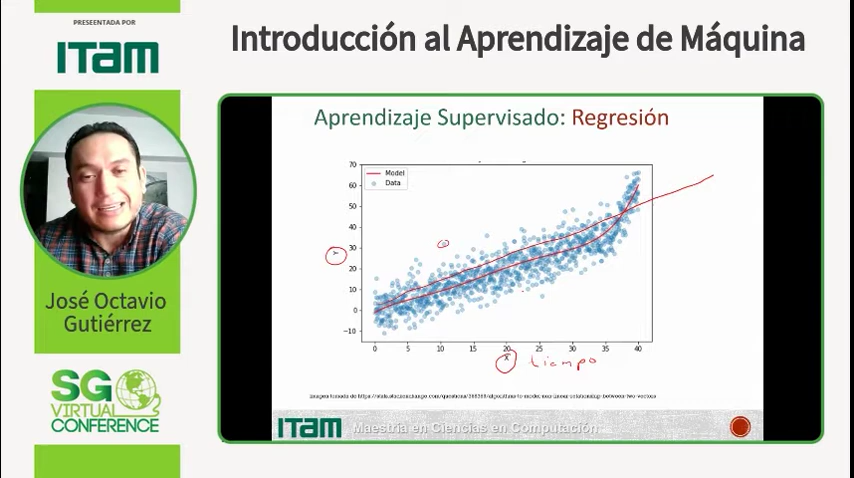 PRESEENTADA POR
ITAM
Introducción al Aprendizaje de Máquina
José Octavio
Gutiérrez
SG
VIRTUAL
CONFERENCE
Aprendizaje Supervisado: Regresión
Model
Data
70
60
50
40
30
20
10
0
−10
Y
0 5 10 15 20 25 30 35 40
X tiempo
ITAM Maestría en Ciencias en Computación